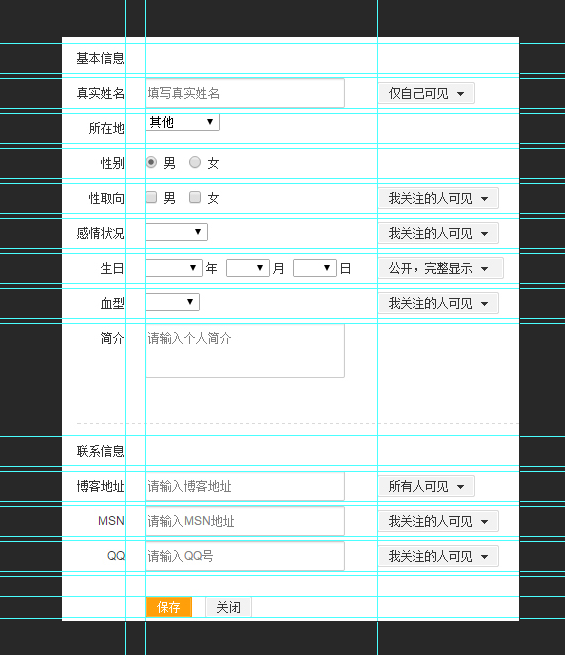 基本信息
真实姓名 填写真实姓名 仅自己可见
所在地 其他
性别 男 女
性取向 男 女 我关注的人可见
感情状况 我关注的人可见
生日 年 月 日 公开，完整显示
血型 我关注的人可见
简介 请输入个人简介
联系信息
博客地址 请输入博客地址 所有人可见
MSN 请输入MSN地址 我关注的人可见
QQ 请输入QQ号 我关注的人可见
保存 关闭